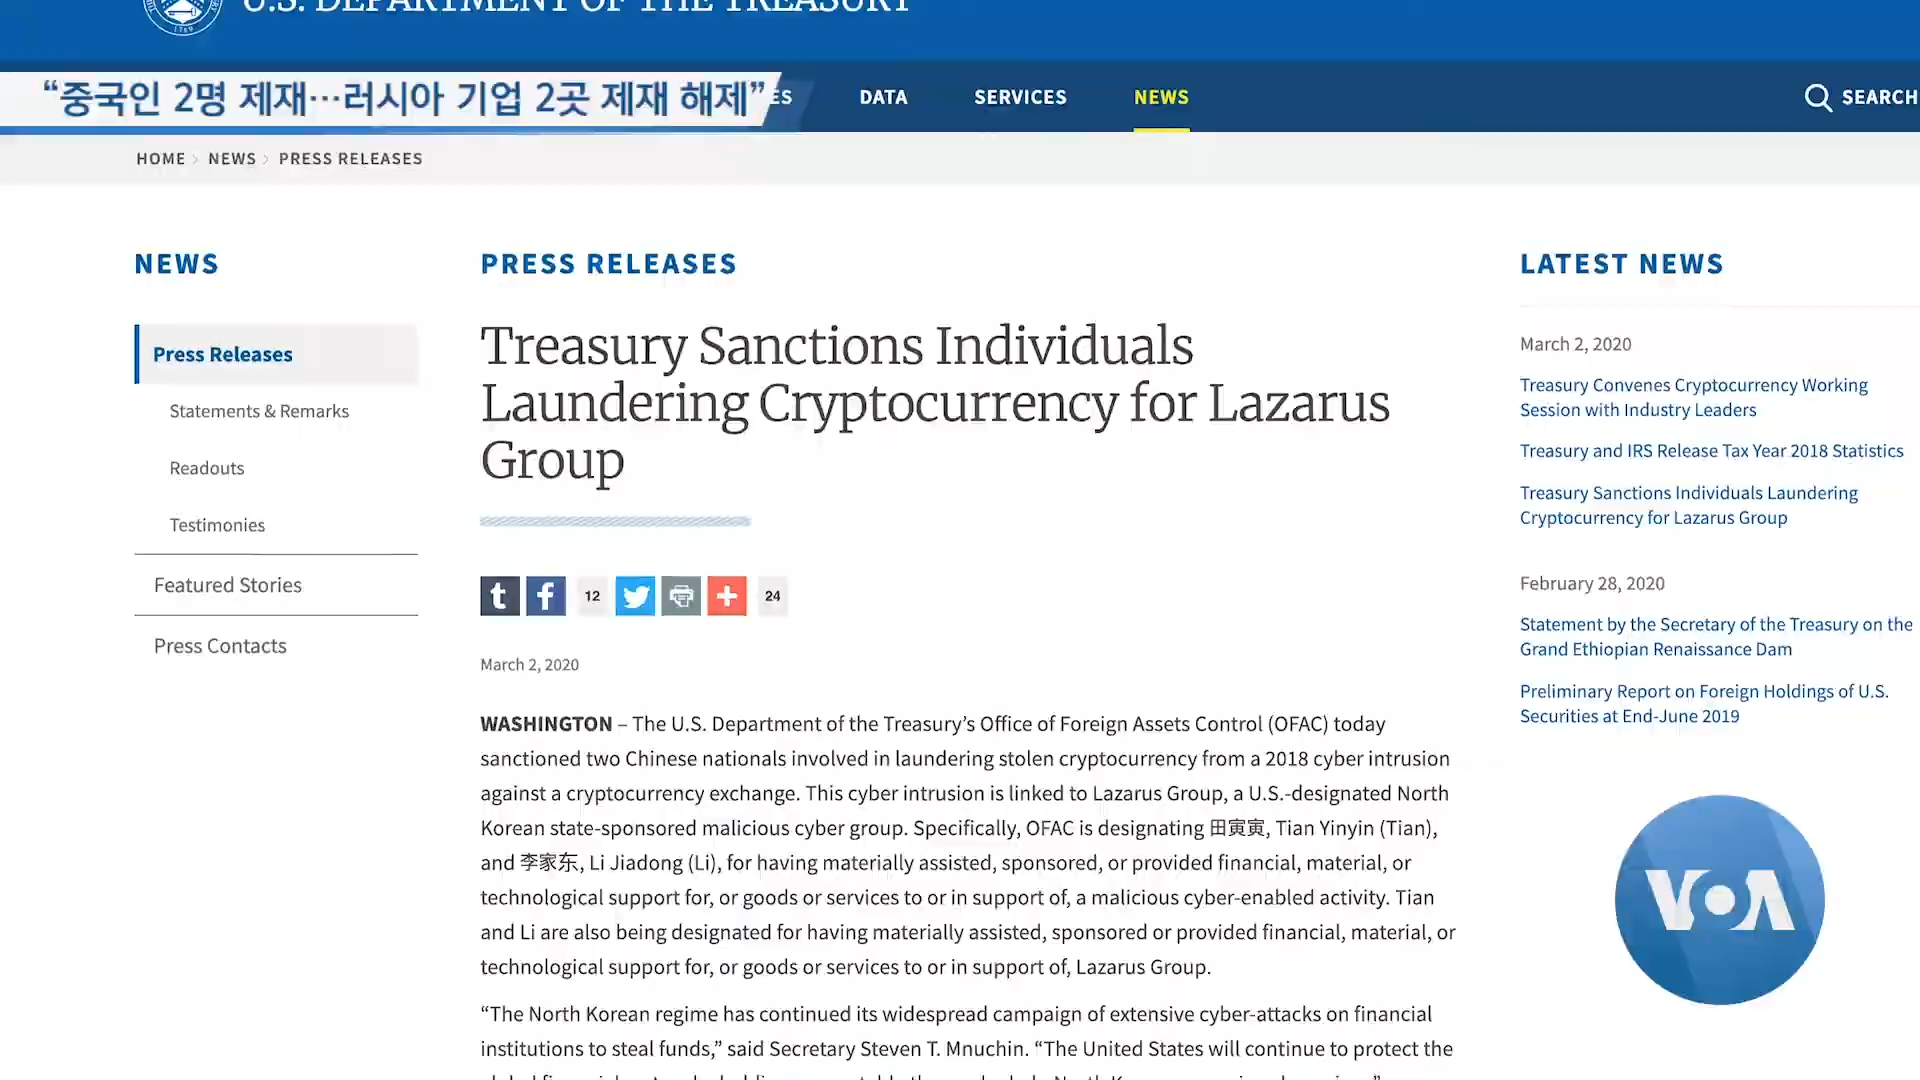 U.S. DEPARTMENT OF THE TREASURY
1789
“중국인 2명 제재…러시아 기업 2곳 제재 해제”
ES
DATA
SERVICES
NEWS
SEARCH
HOME > NEWS > PRESS RELEASES
NEWS
Press Releases
Statements & Remarks
Readouts
Testimonies
Featured Stories
Press Contacts
PRESS RELEASES
Treasury Sanctions Individuals
Laundering Cryptocurrency for Lazarus
Group
12
24
March 2, 2020
WASHINGTON – The U.S. Department of the Treasury’s Office of Foreign Assets Control (OFAC) today
sanctioned two Chinese nationals involved in laundering stolen cryptocurrency from a 2018 cyber intrusion
against a cryptocurrency exchange. This cyber intrusion is linked to Lazarus Group, a U.S.-designated North
Korean state-sponsored malicious cyber group. Specifically, OFAC is designating 田寅寅, Tian Yinyin (Tian),
and 李家东, Li Jiadong (Li), for having materially assisted, sponsored, or provided financial, material, or
technological support for, or goods or services to or in support of, a malicious cyber-enabled activity. Tian
and Li are also being designated for having materially assisted, sponsored or provided financial, material, or
technological support for, or goods or services to or in support of, Lazarus Group.
“The North Korean regime has continued its widespread campaign of extensive cyber-attacks on financial
institutions to steal funds,” said Secretary Steven T. Mnuchin. “The United States will continue to protect the
LATEST NEWS
March 2, 2020
Treasury Convenes Cryptocurrency Working
Session with Industry Leaders
Treasury and IRS Release Tax Year 2018 Statistics
Treasury Sanctions Individuals Laundering
Cryptocurrency for Lazarus Group
February 28, 2020
Statement by the Secretary of the Treasury on the
Grand Ethiopian Renaissance Dam
Preliminary Report on Foreign Holdings of U.S.
Securities at End-June 2019
VOA